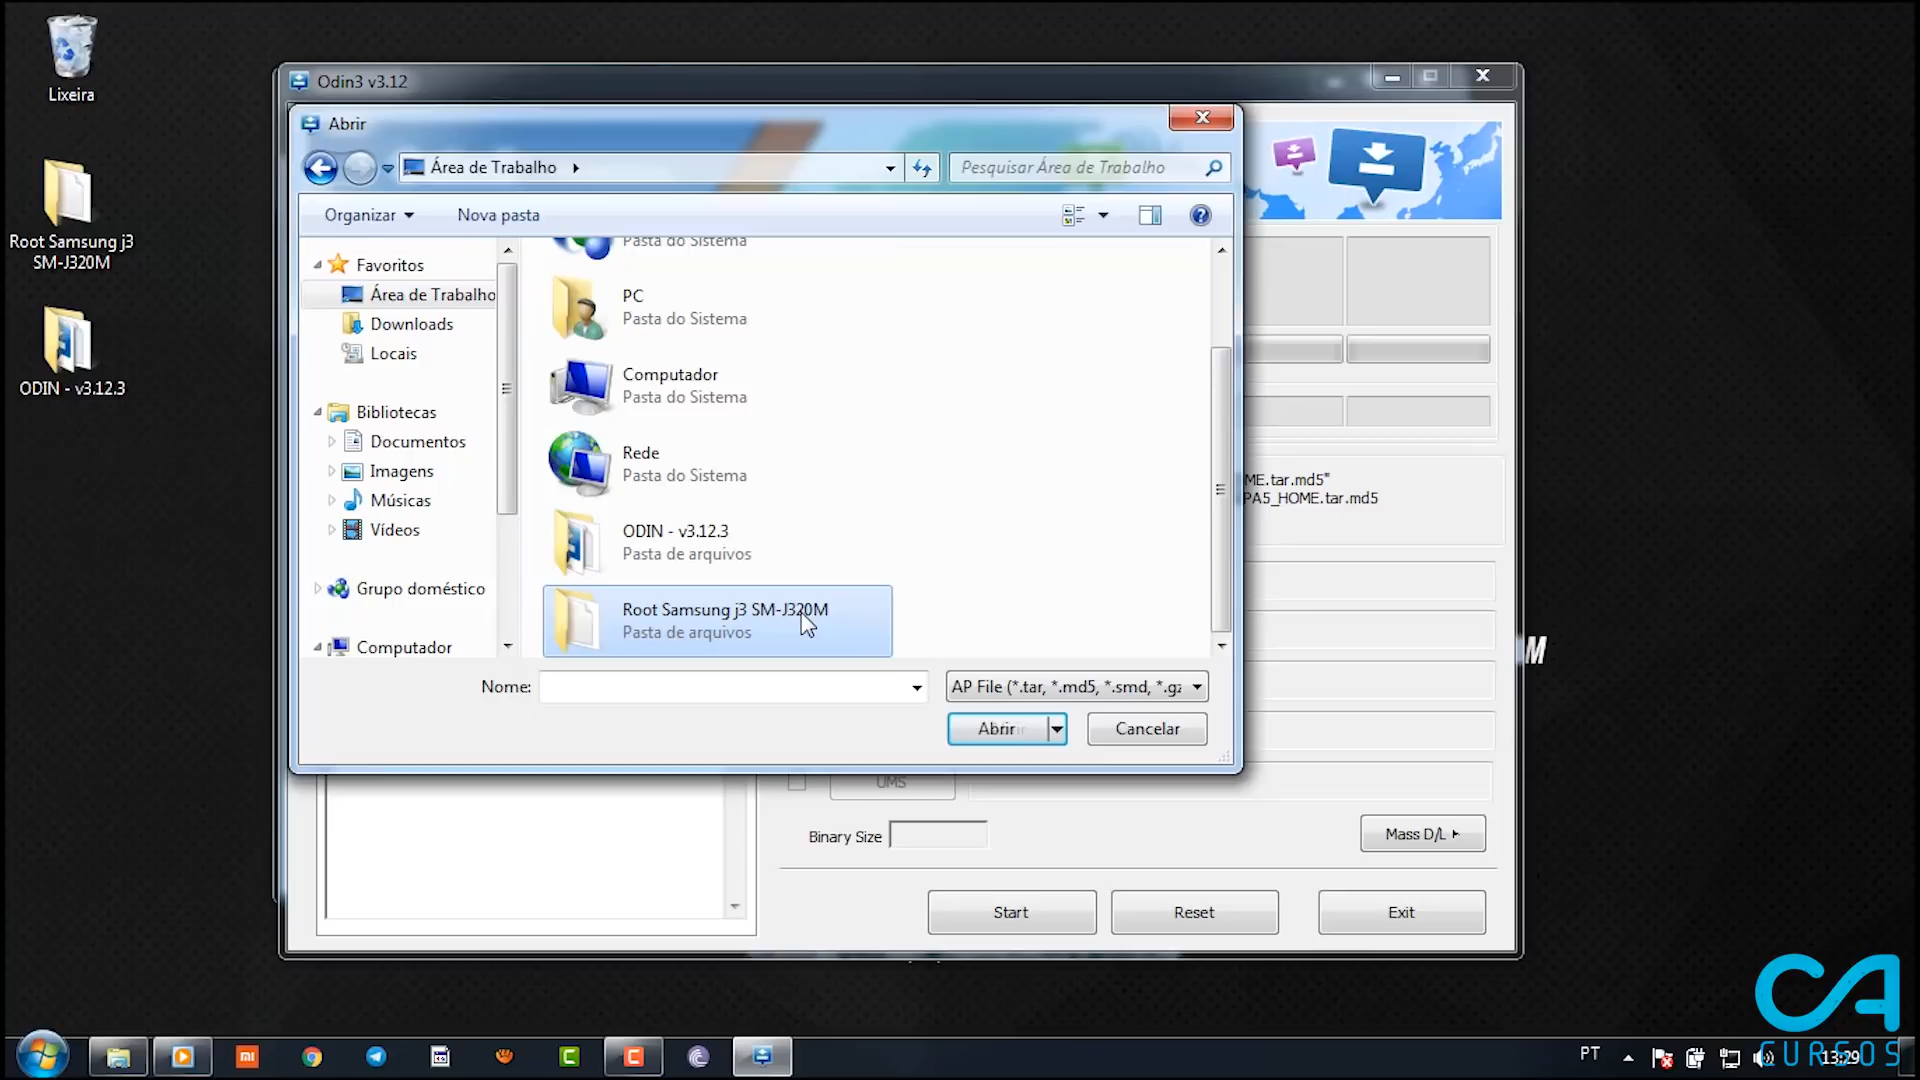 Lixeira
Root Samsung j3
SM-J320M
ODIN - v3.12.3
Odin3 v3.12
Abrir
Área de Trabalho
Pesquisar Área de Trabalho
Organizar
Nova pasta
Favoritos
Área de Trabalho
Downloads
Locais
Bibliotecas
Documentos
Imagens
Músicas
Vídeos
Grupo doméstico
Computador
Pasta do Sistema
PC
Pasta do Sistema
Computador
Pasta do Sistema
Rede
Pasta do Sistema
ODIN - v3.12.3
Pasta de arquivos
Root Samsung j3 SM-J320M
Pasta de arquivos
Nome:
AP File (*.tar, *.md5, *.smd, *.gz
Abrir
Cancelar
ME.tar.md5"
PA5_HOME.tar.md5
M
UMS
Binary Size
Mass D/L
Start
Reset
Exit
CA
CURSOS
mi
C
C
PT
13:29